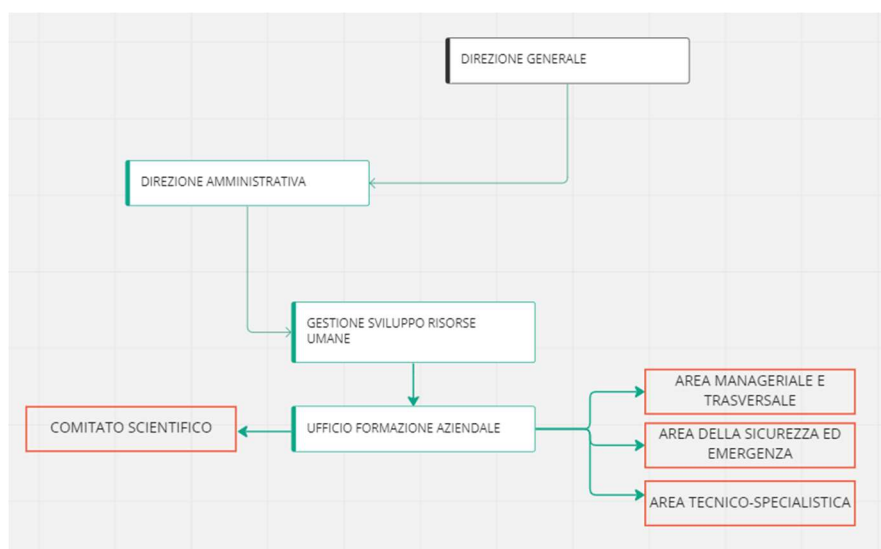 DIREZIONE GENERALE
DIREZIONE AMMINISTRATIVA
GESTIONE SVILUPPO RISORSE
UMANE
COMITATO SCIENTIFICO
UFFICIO FORMAZIONE AZIENDALE
AREA MANAGERIALE E
TRASVERSALE
AREA DELLA SICUREZZA ED
EMERGENZA
AREA TECNICO-SPECIALISTICA